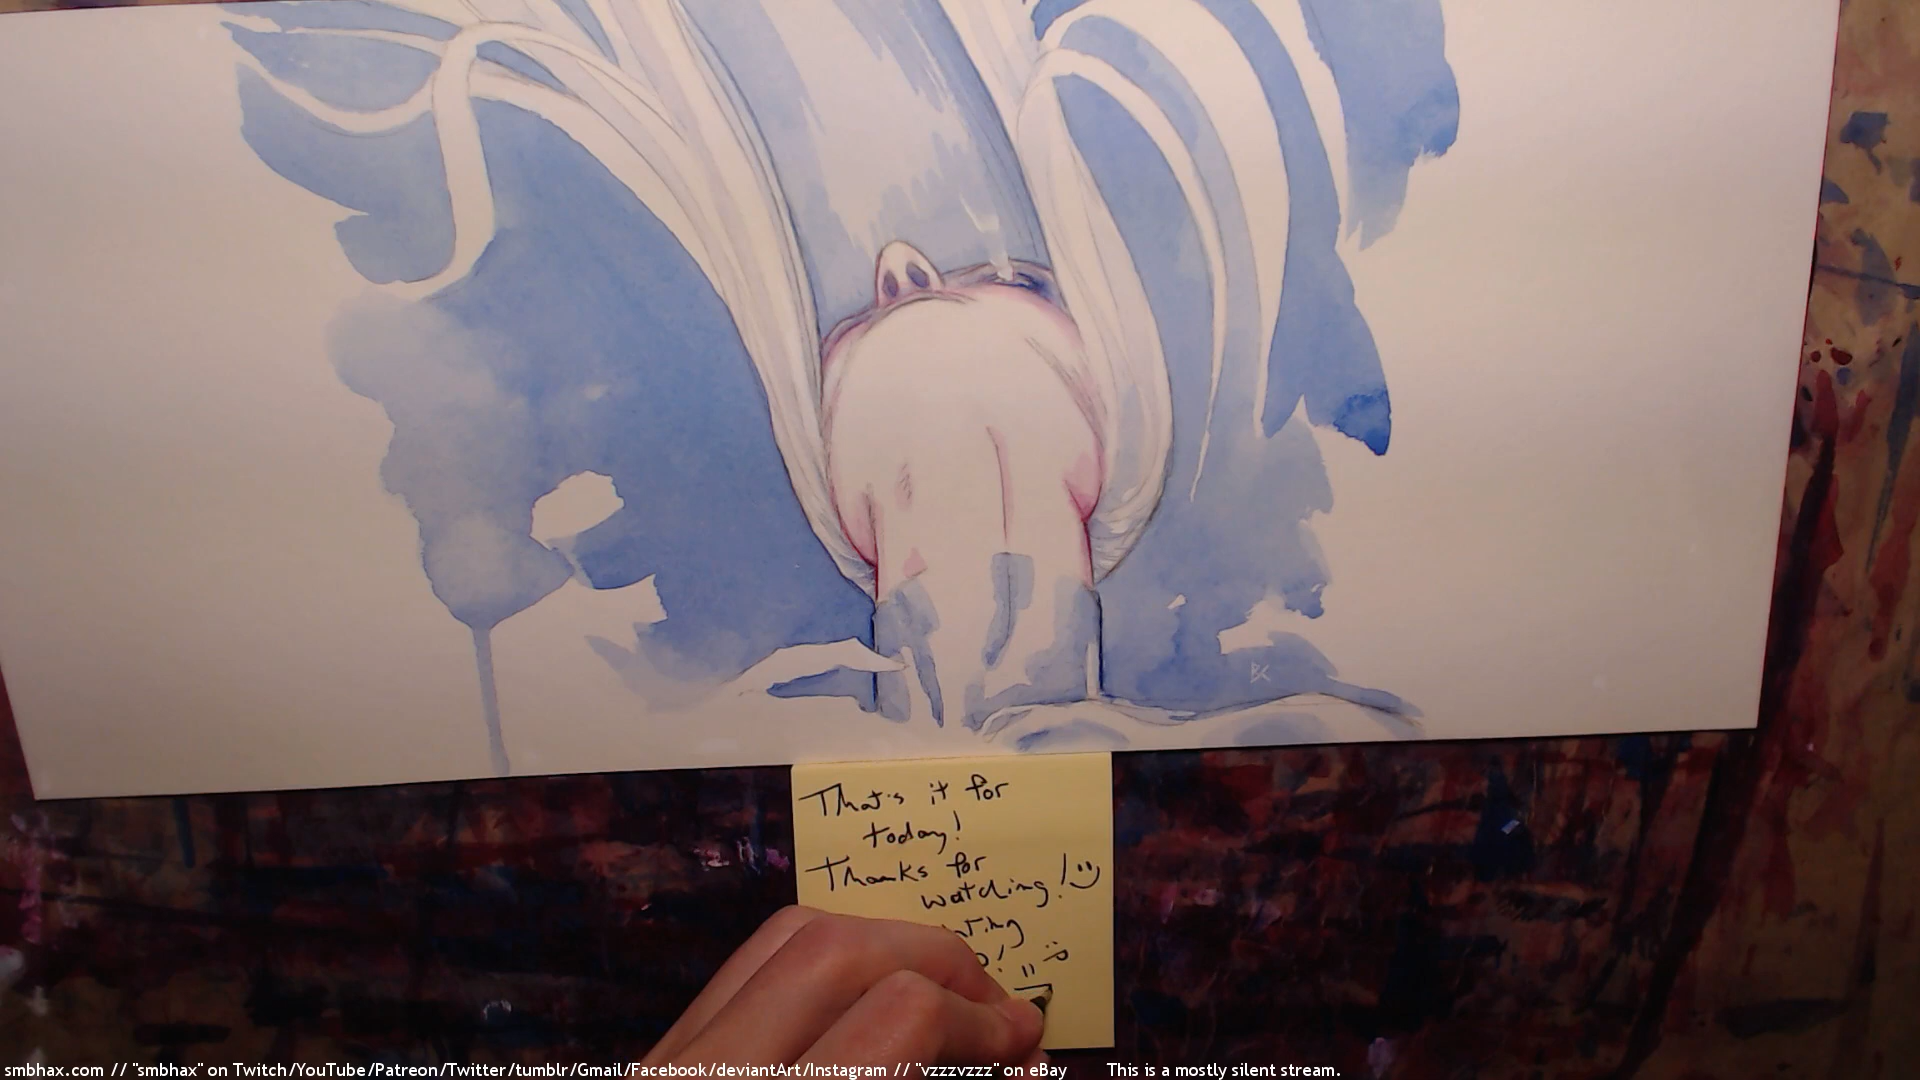 BK
That's it for
today!
Thanks for
watching! :)
!
smbhax.com // "smbhax" on Twitch/YouTube/Patreon/Twitter/tumblr/Gmail/Facebook/deviantArt/Instagram // "vzzzvzzz" on eBay This is a mostly silent stream.